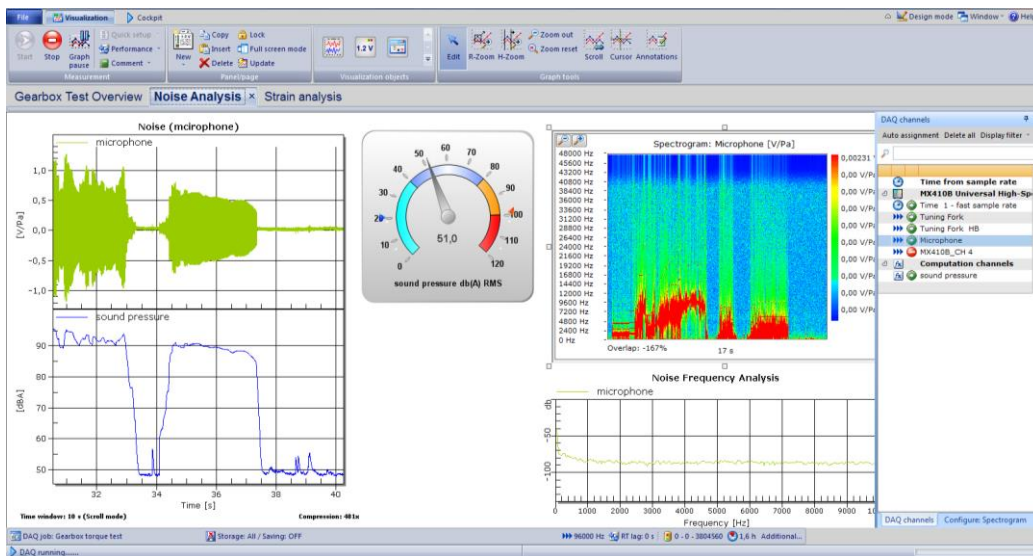 File Visualization Cockpit Design mode Window Help
Start Stop Graph pause Quick setup Performance Comment New Copy Insert Delete Lock Full screen mode Update 1.2 V Edit R-Zoom H-Zoom Zoom out Zoom reset Scroll Cursor Annotations
Measurement Panel/page Visualization objects Graph tools
Gearbox Test Overview Noise Analysis × Strain analysis
Noise (mcirophone)
microphone
1,0
0,5
0,0
-0,5
-1,0
[V/Pa]
sound pressure
90
80
70
60
50
[dBA]
32 34 36 38 40
Time [s]
Time window: 10 s (Scroll mode) Compression: 401x
0 10 20 30 40 50 60 70 80 90 100 110 120
51,0
sound pressure db(A) RMS
Spectrogram: Microphone [V/Pa]
48000 Hz
45600 Hz
43200 Hz
40800 Hz
38400 Hz
36000 Hz
33600 Hz
31200 Hz
28800 Hz
26400 Hz
24000 Hz
21600 Hz
19200 Hz
16800 Hz
14400 Hz
12000 Hz
9600 Hz
7200 Hz
4800 Hz
2400 Hz
0 Hz
0,00231
0,00 V/Pa
0,00 V/Pa
0,00 V/Pa
0,00 V/Pa
0,00 V/Pa
0,00 V/Pa
0,00 V/Pa
Overlap: -167% 17 s
Noise Frequency Analysis
microphone
db
-50
-100
0 1000 2000 3000 4000 5000 6000 7000 8000 9000
Frequency [Hz]
DAQ channels
Auto assignment Delete all Display filter
Time from sample rate
MX410B Universal High-Spe
Time 1 - fast sample rate
Tuning Fork
Tuning Fork HB
Microphone
MX410B_CH 4
Computation channels
sound pressure
DAQ channels Configure: Spectrogram
DAQ job: Gearbox torque test Storage: All / Saving: OFF 96000 Hz RT lag: 0 s 0 - 0 - 3804560 1,6 h Additional...
DAQ running.....